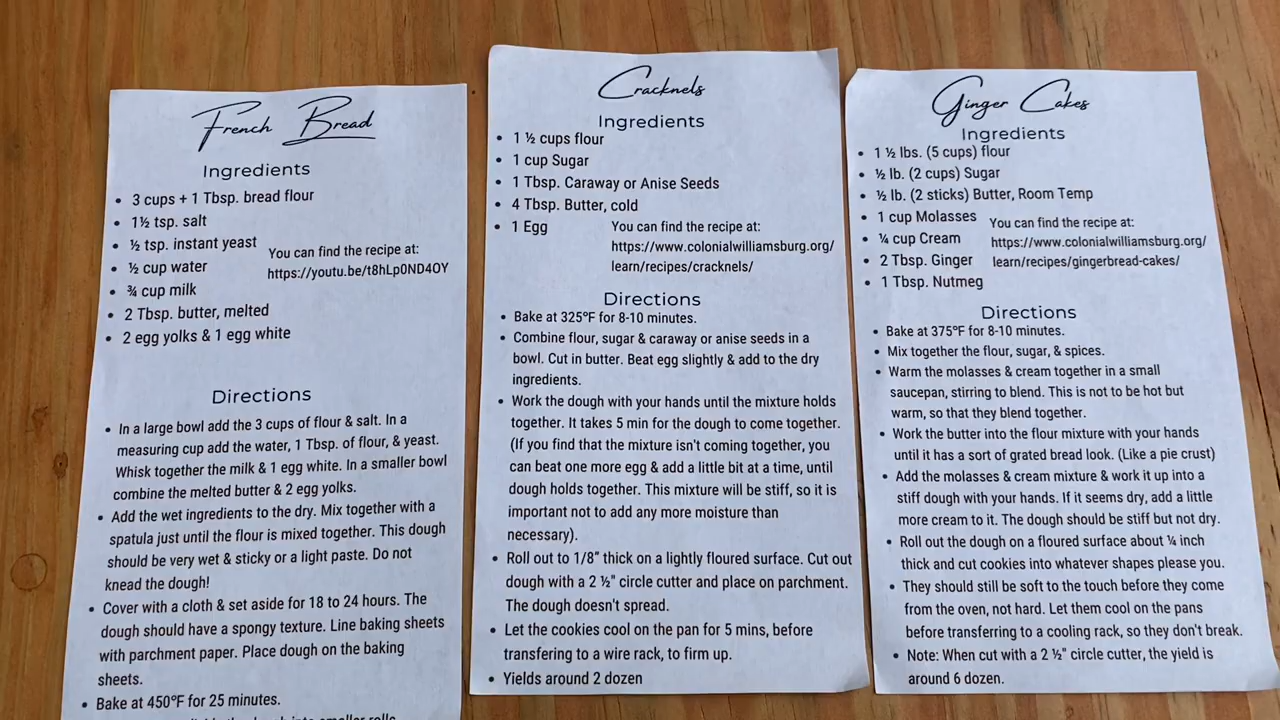 French Bread
Ingredients
3 cups + 1 Tbsp. bread flour
1½ tsp. salt
½ tsp. instant yeast
½ cup water
¾ cup milk
2 Tbsp. butter, melted
2 egg yolks & 1 egg white
You can find the recipe at:
https://youtu.be/t8hLp0ND4OY
Directions
In a large bowl add the 3 cups of flour & salt. In a
measuring cup add the water, 1 Tbsp. of flour, & yeast.
Whisk together the milk & 1 egg white. In a smaller bowl
combine the melted butter & 2 egg yolks.
Add the wet ingredients to the dry. Mix together with a
spatula just until the flour is mixed together. This dough
should be very wet & sticky or a light paste. Do not
knead the dough!
Cover with a cloth & set aside for 18 to 24 hours. The
dough should have a spongy texture. Line baking sheets
with parchment paper. Place dough on the baking
sheets.
Bake at 450°F for 25 minutes.
the dough into smaller rolls
Cracknels
Ingredients
1 ½ cups flour
1 cup Sugar
1 Tbsp. Caraway or Anise Seeds
4 Tbsp. Butter, cold
1 Egg
You can find the recipe at:
https://www.colonialwilliamsburg.org/
learn/recipes/cracknels/
Directions
Bake at 325°F for 8-10 minutes.
Combine flour, sugar & caraway or anise seeds in a
bowl. Cut in butter. Beat egg slightly & add to the dry
ingredients.
Work the dough with your hands until the mixture holds
together. It takes 5 min for the dough to come together.
(If you find that the mixture isn't coming together, you
can beat one more egg & add a little bit at a time, until
dough holds together. This mixture will be stiff, so it is
important not to add any more moisture than
necessary).
Roll out to 1/8" thick on a lightly floured surface. Cut out
dough with a 2 ½" circle cutter and place on parchment.
The dough doesn't spread.
Let the cookies cool on the pan for 5 mins, before
transfering to a wire rack, to firm up.
Yields around 2 dozen
Ginger Cakes
Ingredients
1 ½ lbs. (5 cups) flour
½ lb. (2 cups) Sugar
½ lb. (2 sticks) Butter, Room Temp
1 cup Molasses
¼ cup Cream
2 Tbsp. Ginger
1 Tbsp. Nutmeg
You can find the recipe at:
https://www.colonialwilliamsburg.org/
learn/recipes/gingerbread-cakes/
Directions
Bake at 375°F for 8-10 minutes.
Mix together the flour, sugar, & spices.
Warm the molasses & cream together in a small
saucepan, stirring to blend. This is not to be hot but
warm, so that they blend together.
Work the butter into the flour mixture with your hands
until it has a sort of grated bread look. (Like a pie crust)
Add the molasses & cream mixture & work it up into a
stiff dough with your hands. If it seems dry, add a little
more cream to it. The dough should be stiff but not dry.
Roll out the dough on a floured surface about ¼ inch
thick and cut cookies into whatever shapes please you.
They should still be soft to the touch before they come
from the oven, not hard. Let them cool on the pans
before transferring to a cooling rack, so they don't break.
Note: When cut with a 2 ½" circle cutter, the yield is
around 6 dozen.